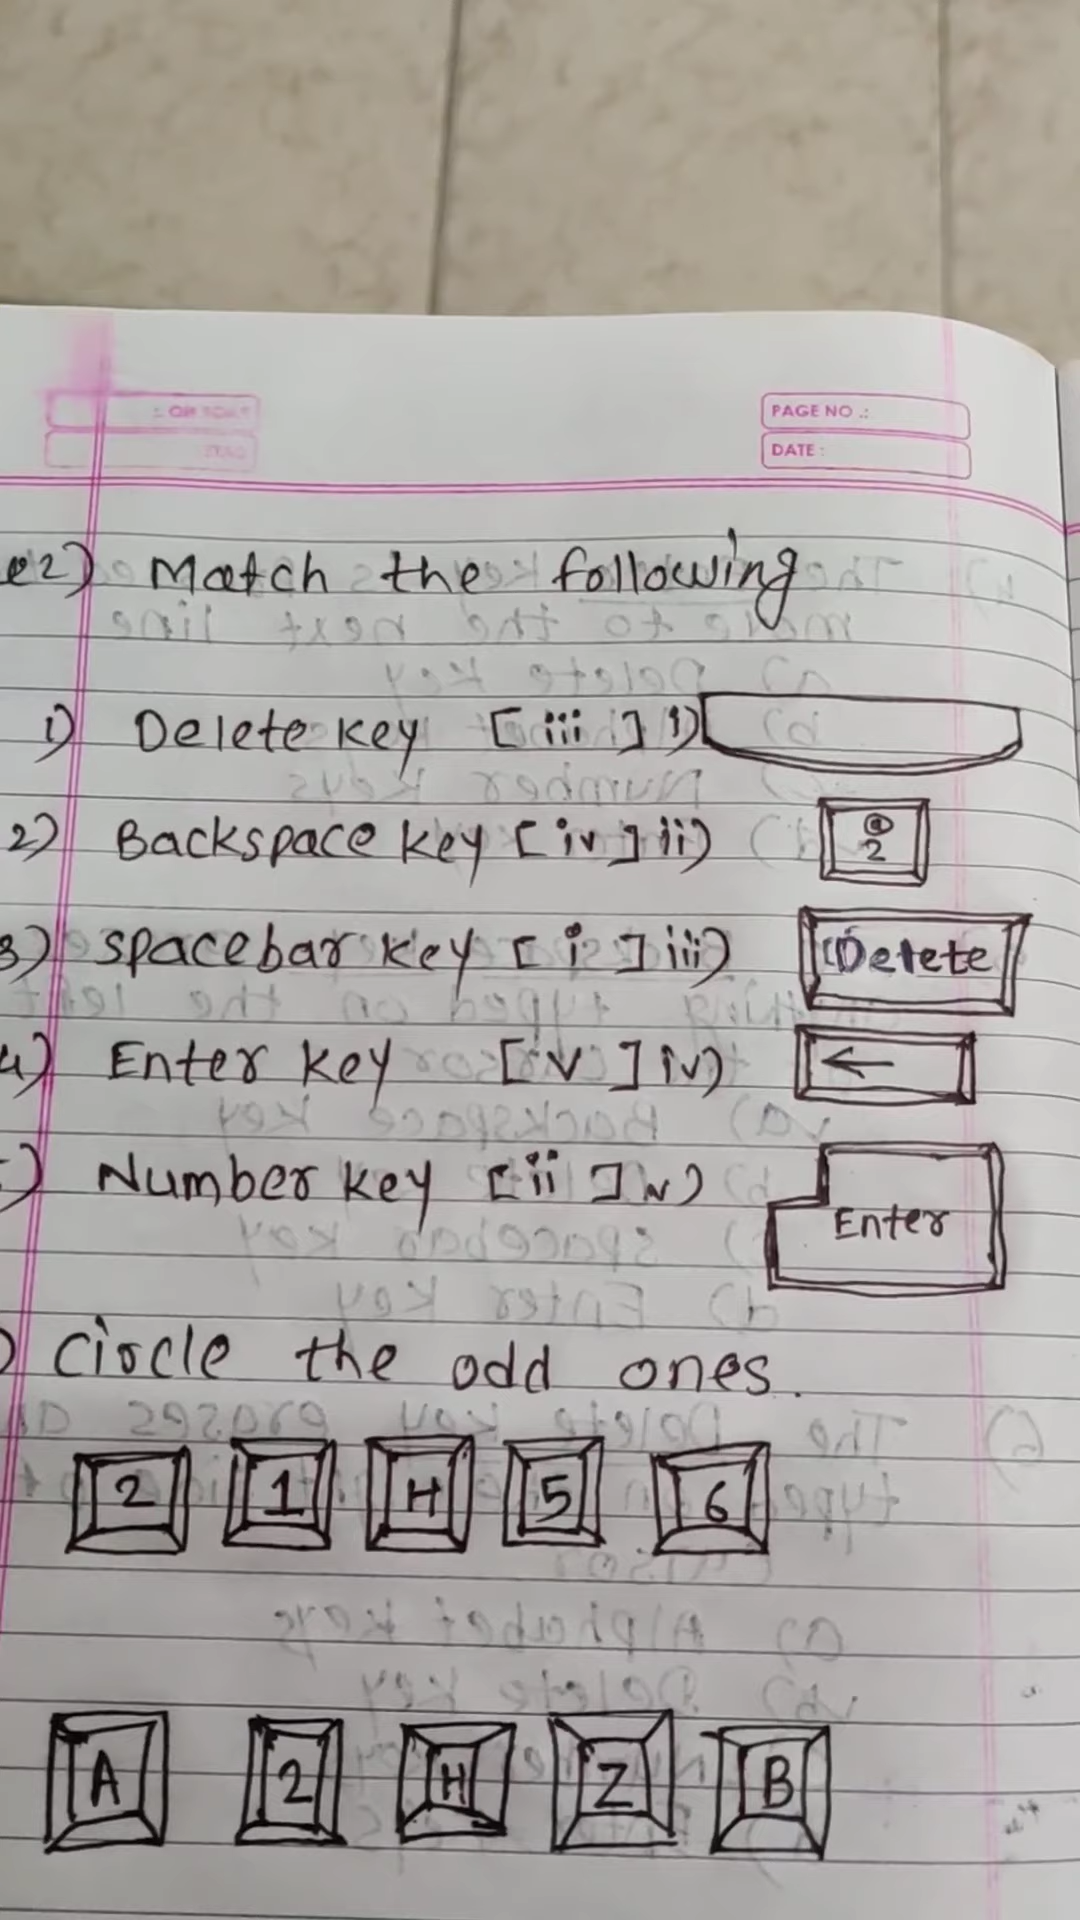 PAGE NO.:
DATE:
e2) Match the following
1) Delete key [iii] i)
2) Backspace key [iv] ii) @ 2
3) spacebar key [i] iii) Delete
4) Enter key [v] iv) ←
) Number key [ii] v) Enter
) Circle the odd ones.
2 1 H 5 6
A 2 H Z B